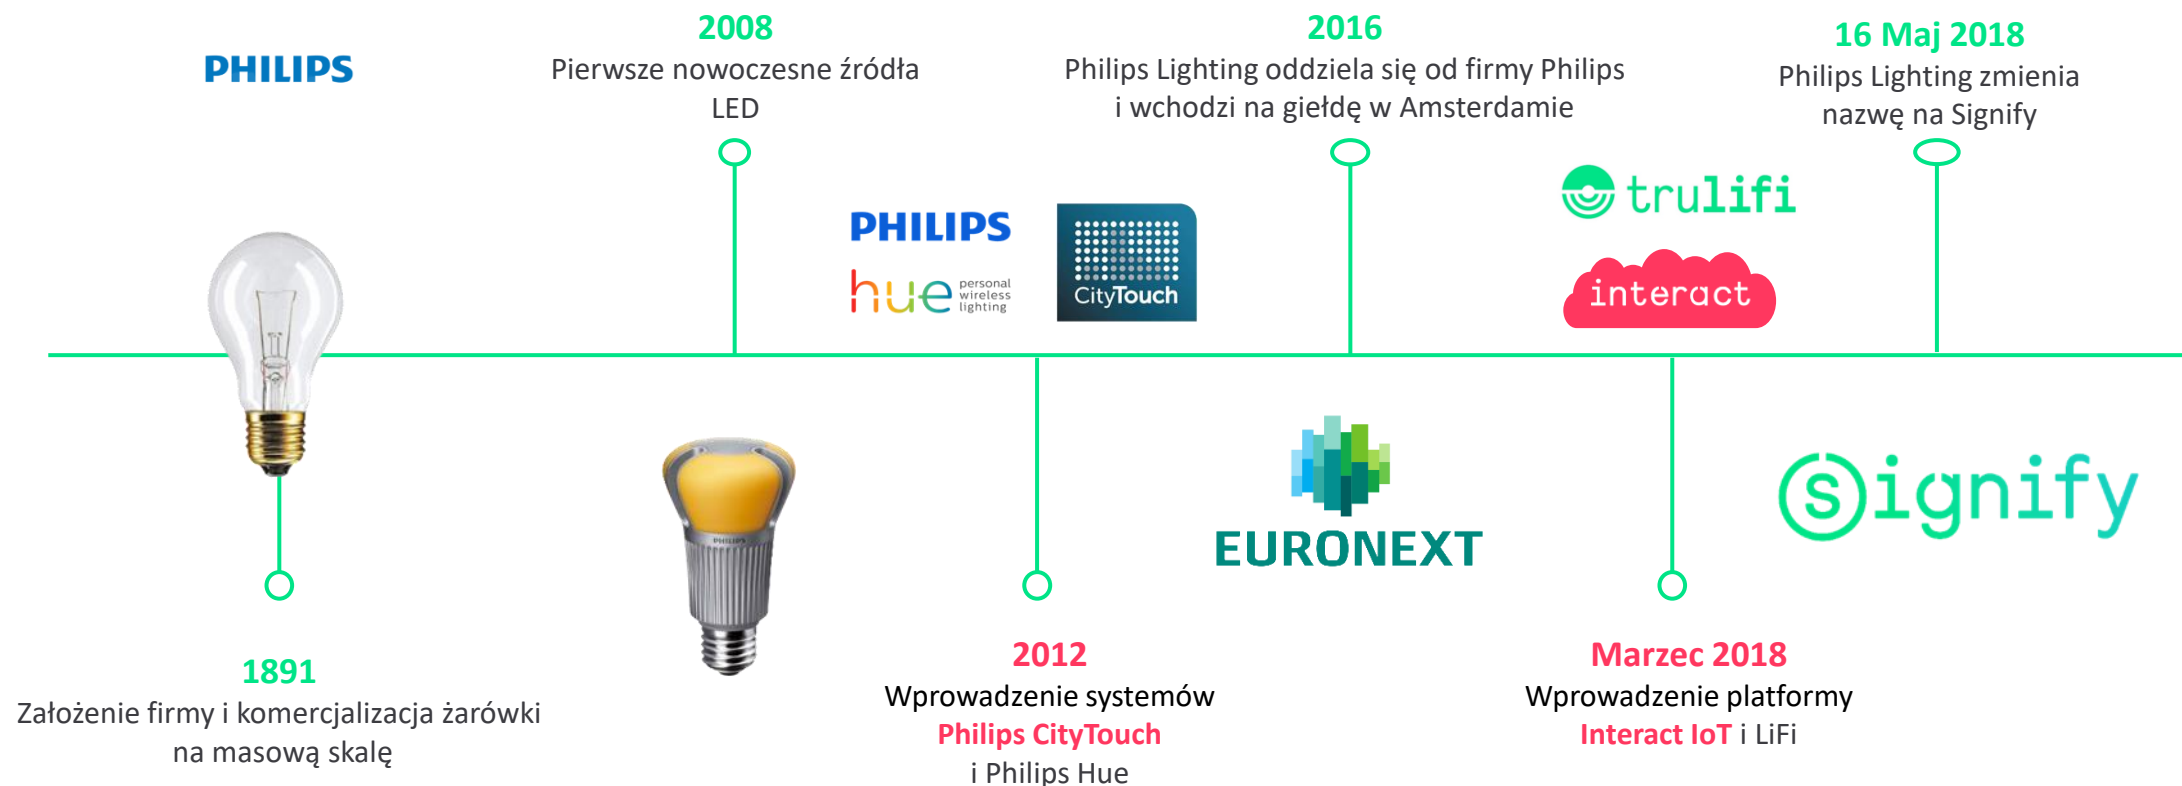 PHILIPS
1891
Założenie firmy i komercjalizacja żarówki
na masową skalę
2008
Pierwsze nowoczesne źródła
LED
PHILIPS
PHILIPS
hue personal
wireless
lighting
CityTouch
2012
Wprowadzenie systemów
Philips CityTouch
i Philips Hue
2016
Philips Lighting oddziela się od firmy Philips
i wchodzi na giełdę w Amsterdamie
EURONEXT
trulifi
interact
Marzec 2018
Wprowadzenie platformy
Interact IoT i LiFi
16 Maj 2018
Philips Lighting zmienia
nazwę na Signify
signify